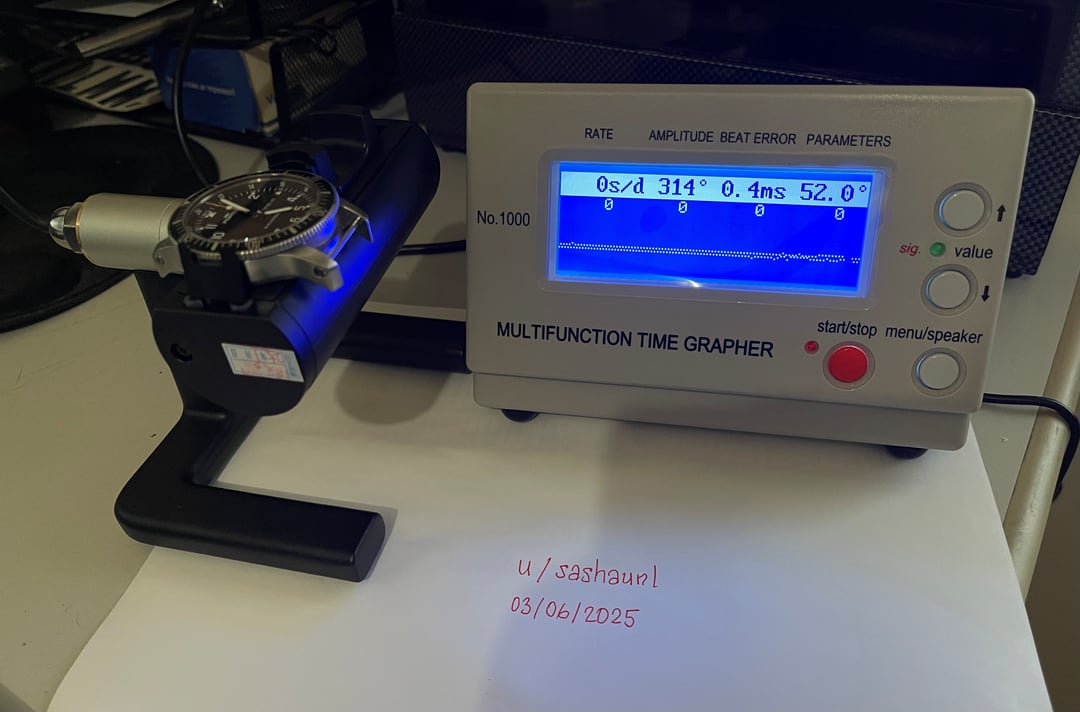 RATE AMPLITUDE BEAT ERROR PARAMETERS
0s/d 314° 0.4ms 52.0°
0 0 0 0
No.1000
sig. value
MULTIFUNCTION TIME GRAPHER
start/stop menu/speaker
u/sashaunl
03/06/2025